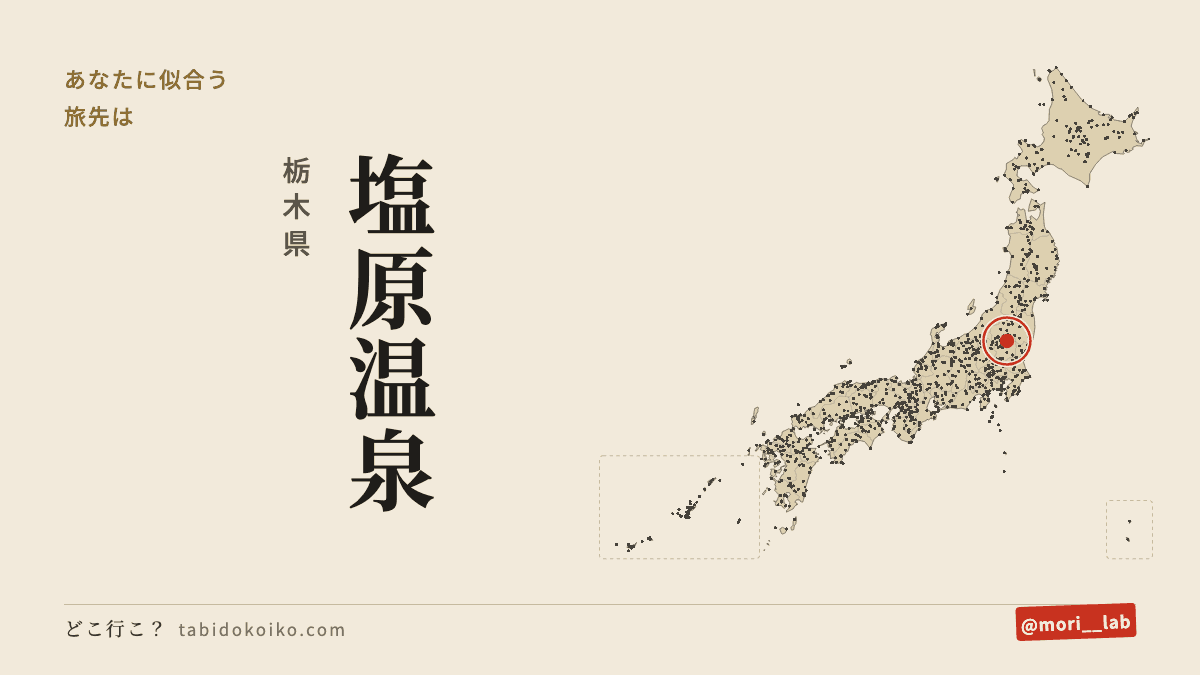 あなたに似合う
旅先は
塩原温泉
栃木県
どこ行こ？ tabidokoiko.com
@mori__lab